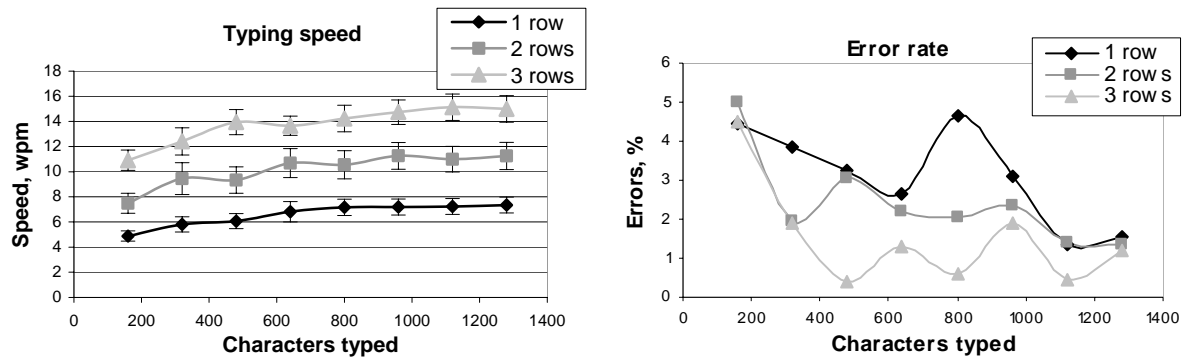 Typing speed
1 row
2 rows
3 rows
Speed, wpm
18
16
14
12
10
8
6
4
2
0
0 200 400 600 800 1000 1200 1400
Characters typed
Error rate
1 row
2 rows
3 rows
Errors, %
6
5
4
3
2
1
0
0 200 400 600 800 1000 1200 1400
Characters typed